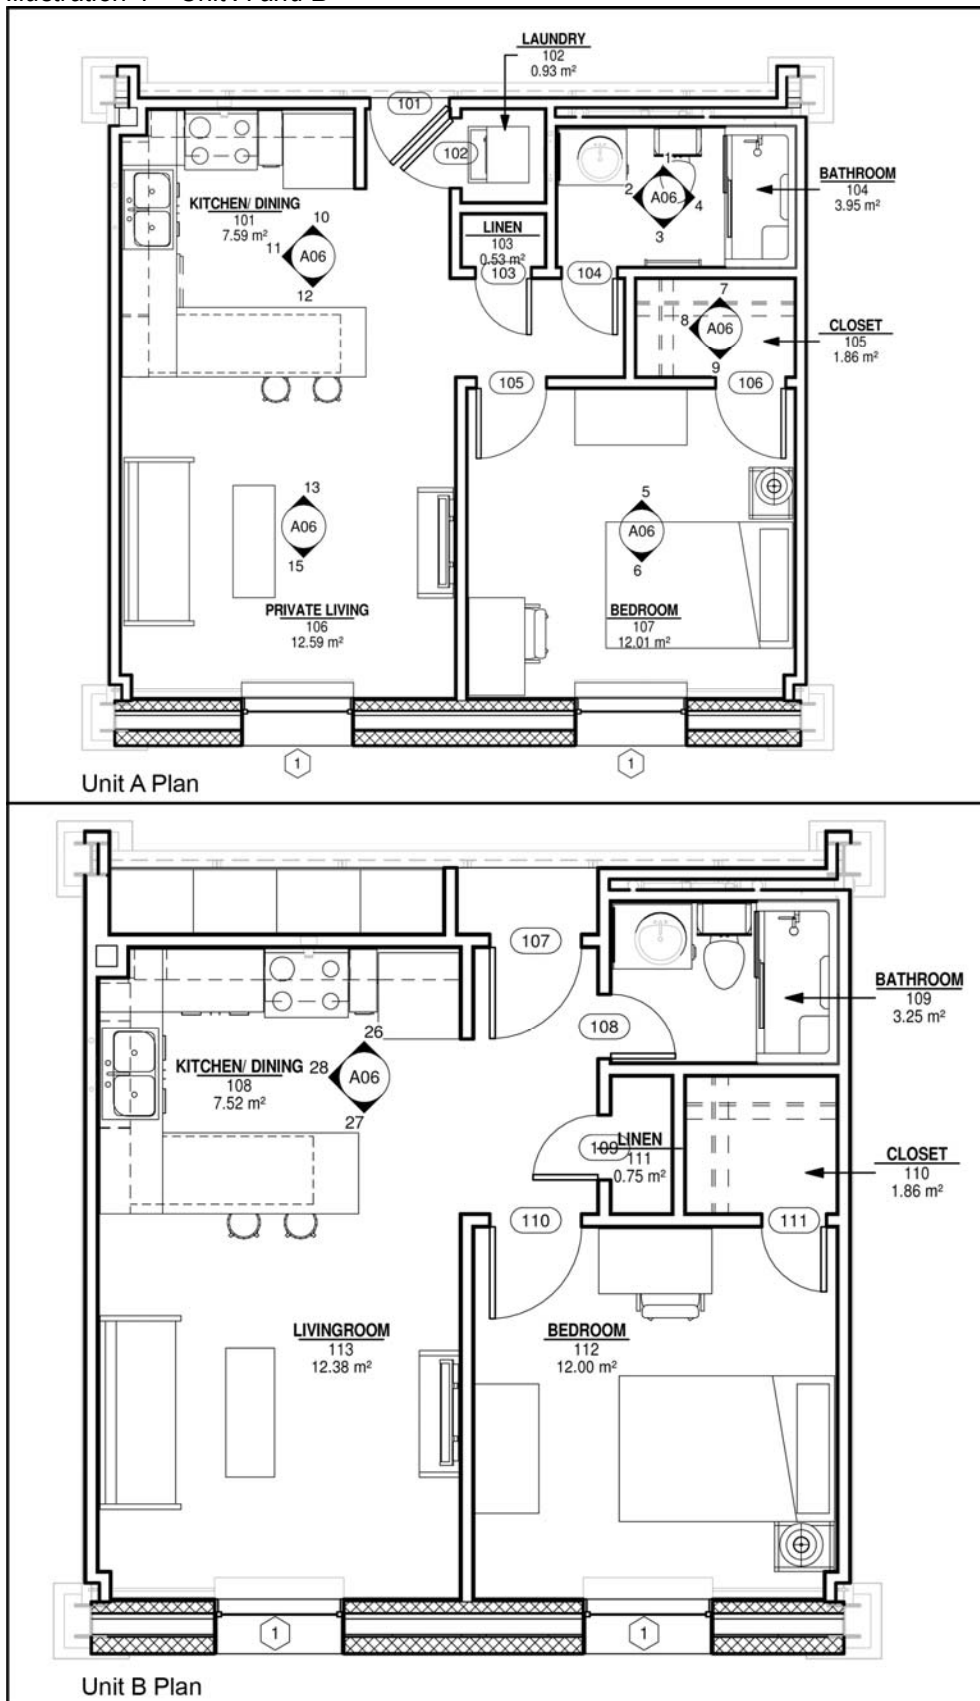 LAUNDRY
102
0.93 m²
101
102
BATHROOM
104
3.95 m²
1
2
A06
4
3
KITCHEN/ DINING
101
7.59 m²
10
11
A06
12
LINEN
103
0.53 m²
103
104
7
8
A06
9
CLOSET
105
1.86 m²
105
106
13
A06
15
5
A06
6
PRIVATE LIVING
106
12.59 m²
BEDROOM
107
12.01 m²
1
1
Unit A Plan
107
BATHROOM
109
3.25 m²
108
KITCHEN/ DINING
108
7.52 m²
26
28
A06
27
109
LINEN
111
0.75 m²
CLOSET
110
1.86 m²
110
111
LIVINGROOM
113
12.38 m²
BEDROOM
112
12.00 m²
1
1
Unit B Plan